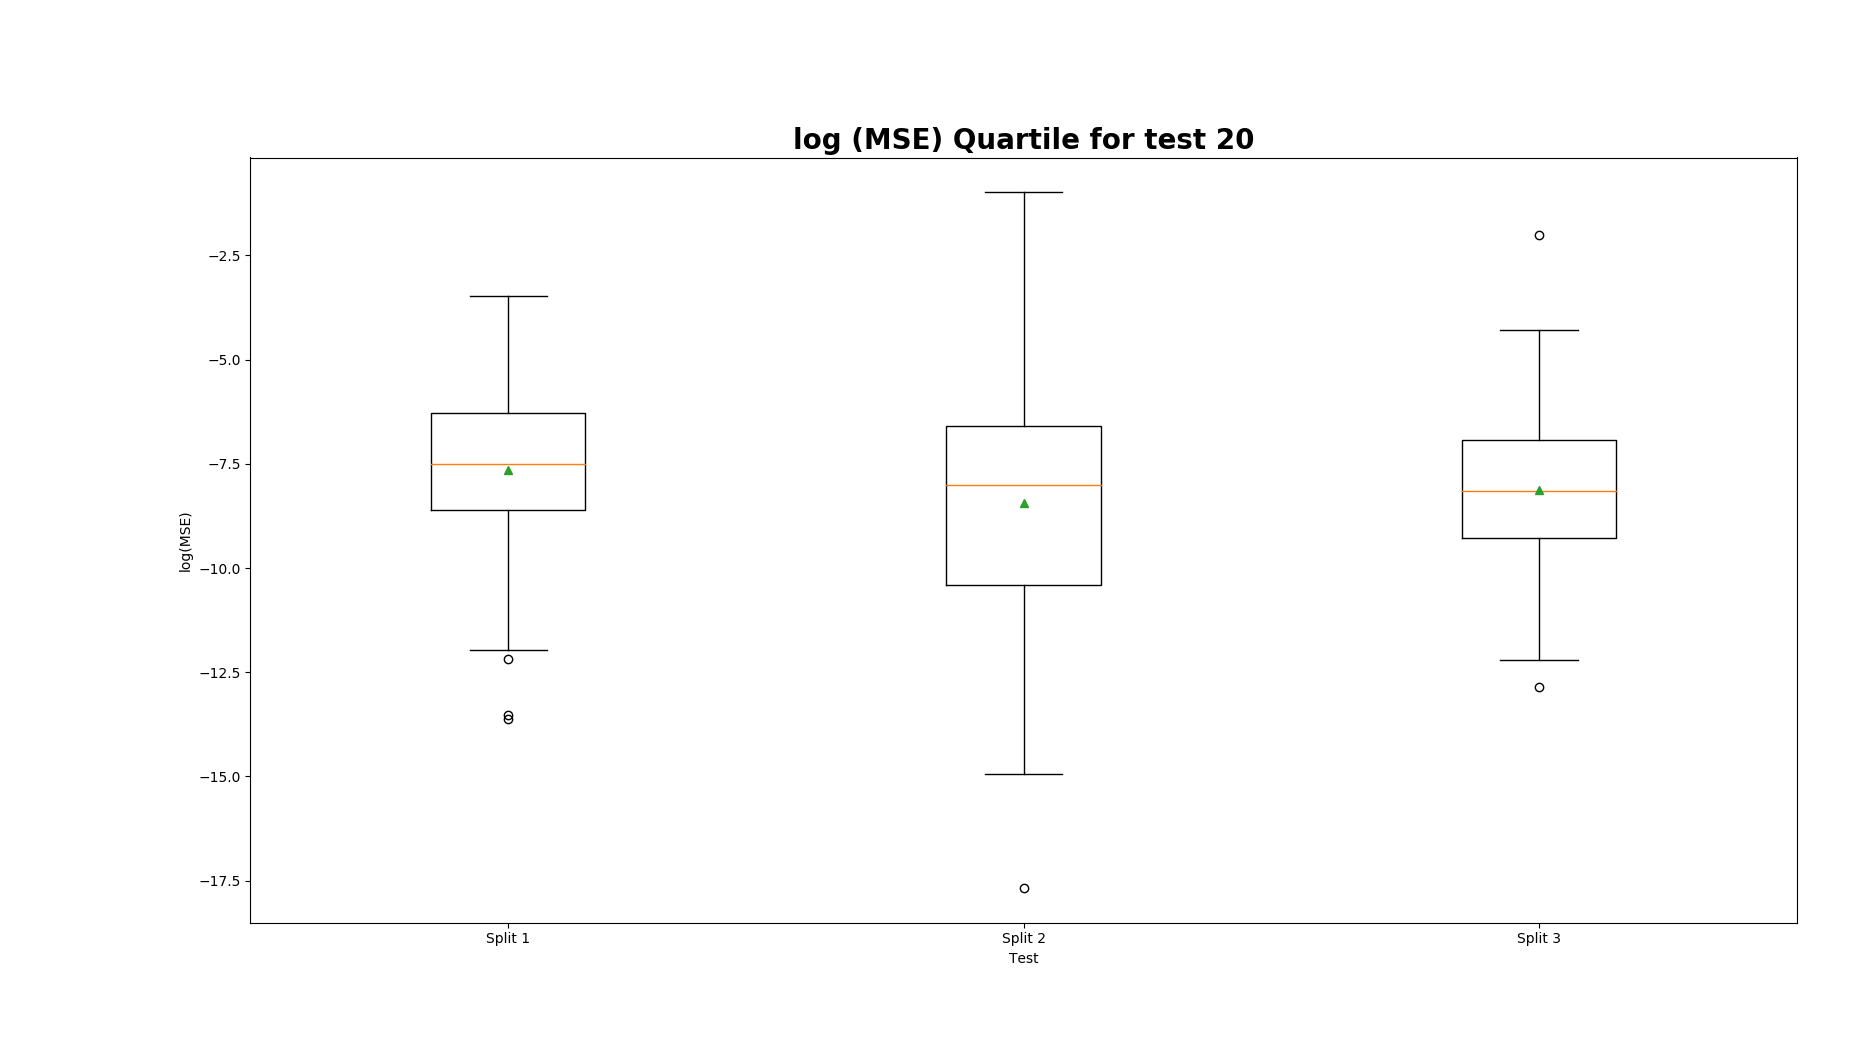 log (MSE) Quartile for test 20
log(MSE)
−2.5
−5.0
−7.5
−10.0
−12.5
−15.0
−17.5
Split 1 Split 2 Split 3
Test